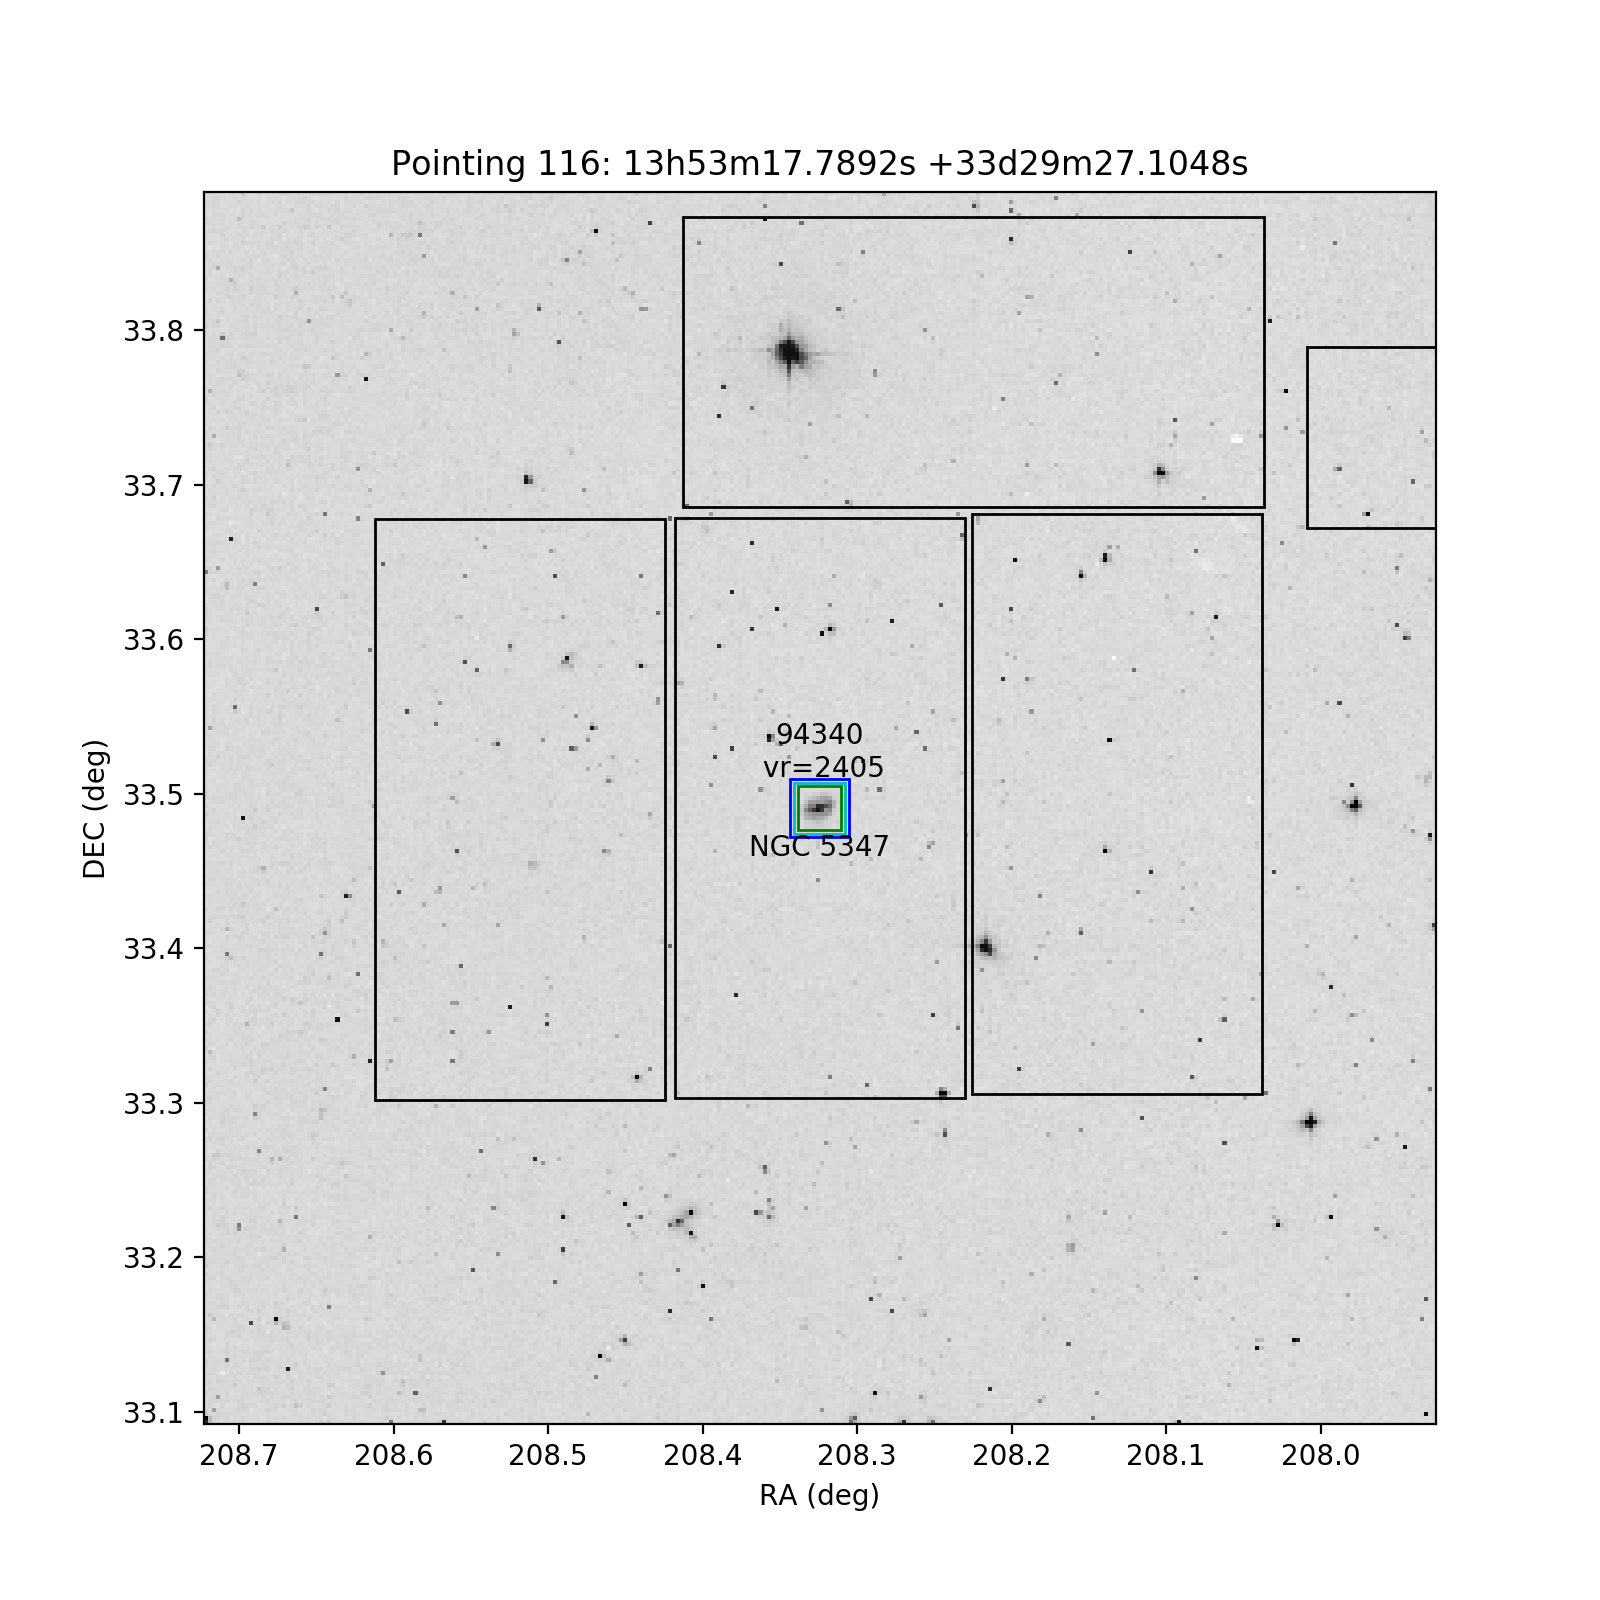 Pointing 116: 13h53m17.7892s +33d29m27.1048s
33.8
33.7
33.6
33.5
33.4
33.3
33.2
33.1
DEC (deg)
94340
vr=2405
NGC 5347
208.7 208.6 208.5 208.4 208.3 208.2 208.1 208.0
RA (deg)